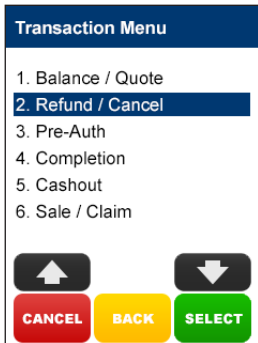 Transaction Menu
1. Balance / Quote
2. Refund / Cancel
3. Pre-Auth
4. Completion
5. Cashout
6. Sale / Claim
CANCEL BACK SELECT